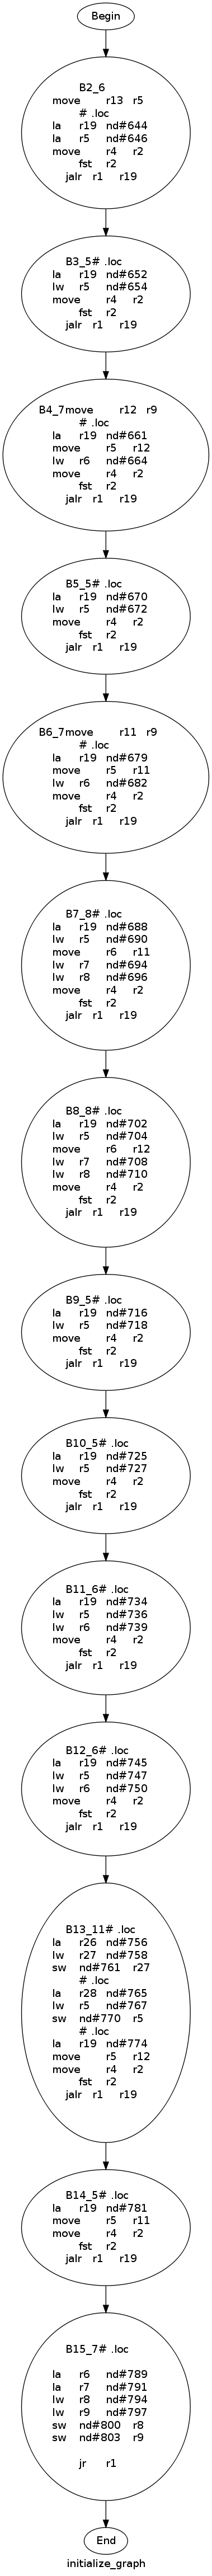 Begin
B2_6
move r13 r5
# .loc
la r19 nd#644
la r5 nd#646
move r4 r2
fst r2
jalr r1 r19
B3_5# .loc
la r19 nd#652
lw r5 nd#654
move r4 r2
fst r2
jalr r1 r19
B4_7move r12 r9
# .loc
la r19 nd#661
move r5 r12
lw r6 nd#664
move r4 r2
fst r2
jalr r1 r19
B5_5# .loc
la r19 nd#670
lw r5 nd#672
move r4 r2
fst r2
jalr r1 r19
B6_7move r11 r9
# .loc
la r19 nd#679
move r5 r11
lw r6 nd#682
move r4 r2
fst r2
jalr r1 r19
B7_8# .loc
la r19 nd#688
lw r5 nd#690
move r6 r11
lw r7 nd#694
lw r8 nd#696
move r4 r2
fst r2
jalr r1 r19
B8_8# .loc
la r19 nd#702
lw r5 nd#704
move r6 r12
lw r7 nd#708
lw r8 nd#710
move r4 r2
fst r2
jalr r1 r19
B9_5# .loc
la r19 nd#716
lw r5 nd#718
move r4 r2
fst r2
jalr r1 r19
B10_5# .loc
la r19 nd#725
lw r5 nd#727
move r4 r2
fst r2
jalr r1 r19
B11_6# .loc
la r19 nd#734
lw r5 nd#736
lw r6 nd#739
move r4 r2
fst r2
jalr r1 r19
B12_6# .loc
la r19 nd#745
lw r5 nd#747
lw r6 nd#750
move r4 r2
fst r2
jalr r1 r19
B13_11# .loc
la r26 nd#756
lw r27 nd#758
sw nd#761 r27
# .loc
la r28 nd#765
lw r5 nd#767
sw nd#770 r5
# .loc
la r19 nd#774
move r5 r12
move r4 r2
fst r2
jalr r1 r19
B14_5# .loc
la r19 nd#781
move r5 r11
move r4 r2
fst r2
jalr r1 r19
B15_7# .loc
la r6 nd#789
la r7 nd#791
lw r8 nd#794
lw r9 nd#797
sw nd#800 r8
sw nd#803 r9
jr r1
End
initialize_graph